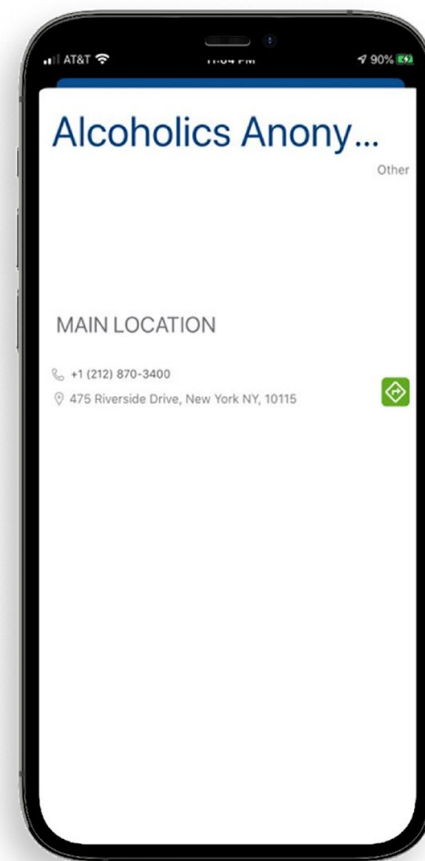 AT&T
90%
Alcoholics Anony...
Other
MAIN LOCATION
+1 (212) 870-3400
475 Riverside Drive, New York NY, 10115